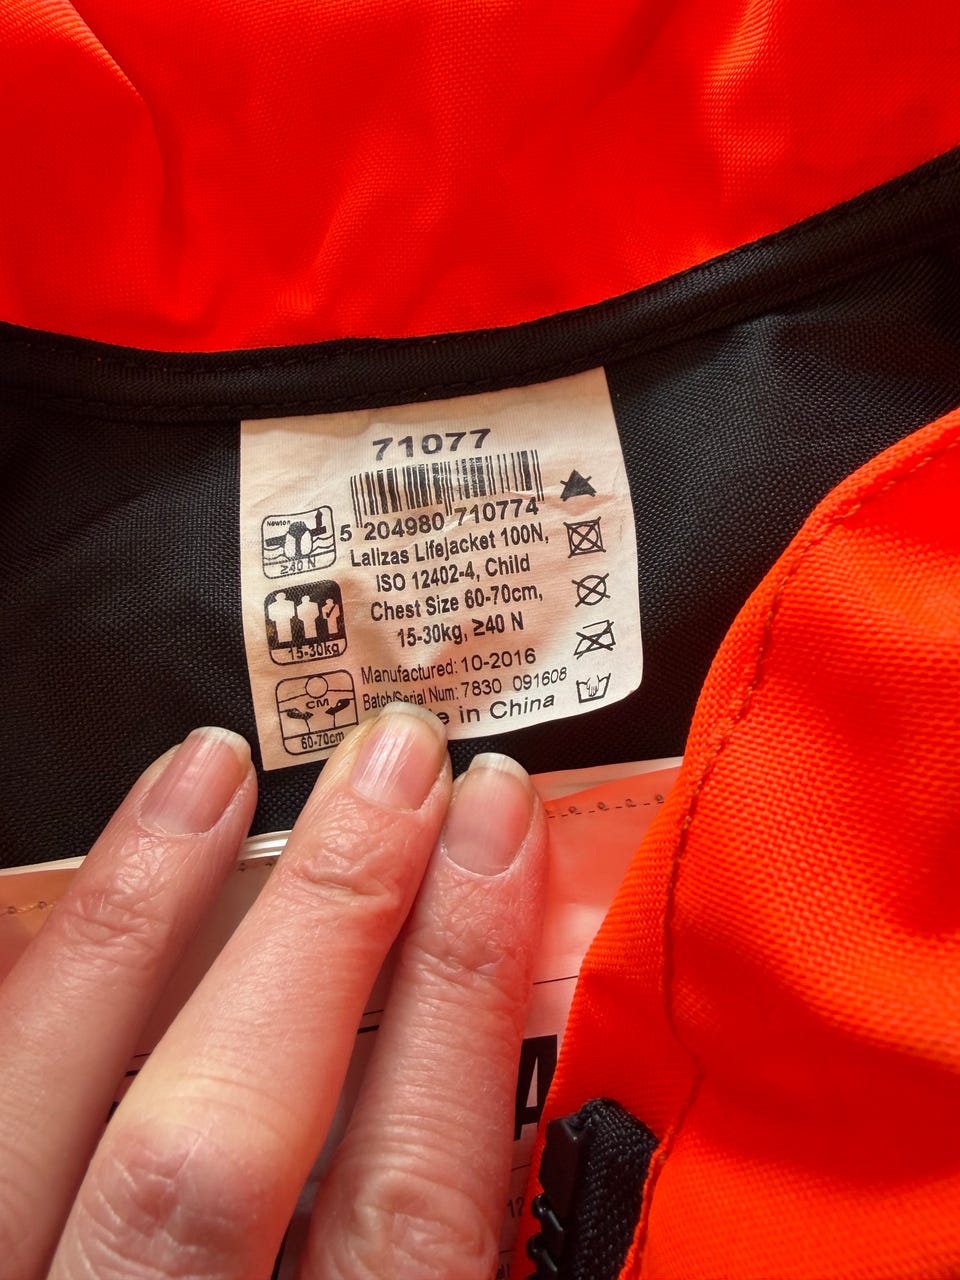 71077
5 204980 710774
Lalizas Lifejacket 100N,
ISO 12402-4, Child
Chest Size 60-70cm,
15-30kg, ≥40 N
Manufactured: 10-2016
Batch/Serial Num: 7830 091608
in China
Newton
≥40 N
15-30kg
CM
60-70cm
A
12